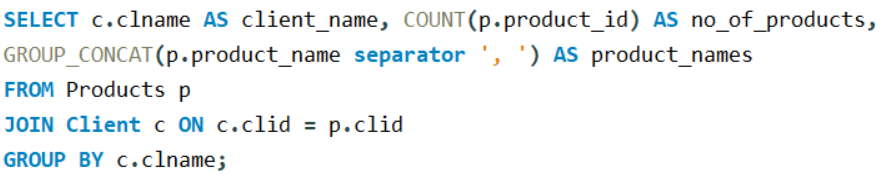 SELECT c.clname AS client_name, COUNT(p.product_id) AS no_of_products,
GROUP_CONCAT(p.product_name separator ', ') AS product_names
FROM Products p
JOIN Client c ON c.clid = p.clid
GROUP BY c.clname;